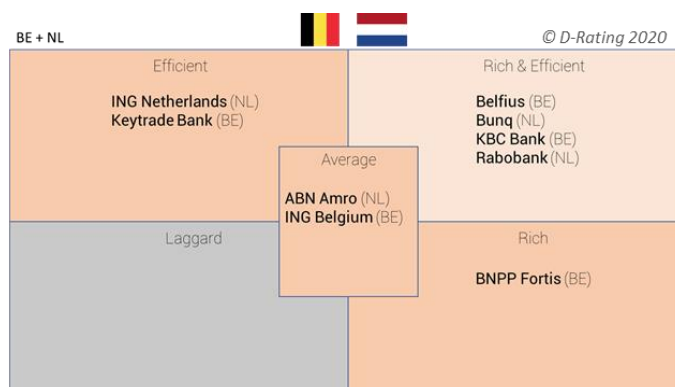 BE + NL
© D-Rating 2020
Efficient
ING Netherlands (NL)
Keytrade Bank (BE)
Rich & Efficient
Belfius (BE)
Bunq (NL)
KBC Bank (BE)
Rabobank (NL)
Average
ABN Amro (NL)
ING Belgium (BE)
Laggard
Rich
BNPP Fortis (BE)